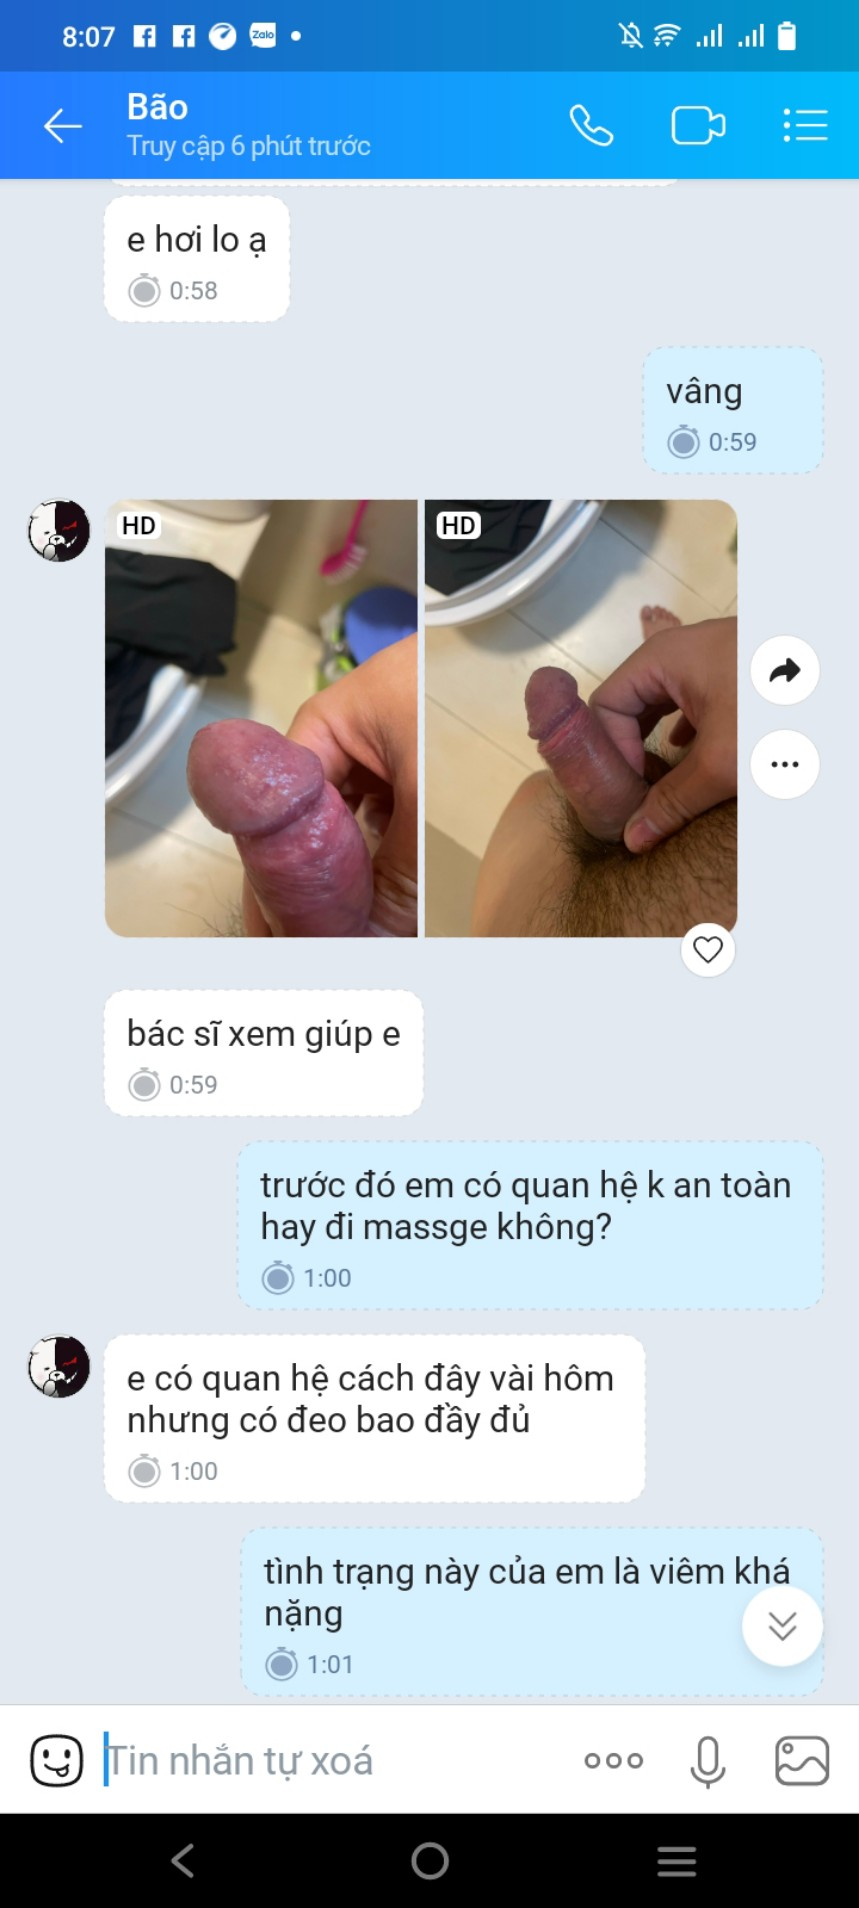 8:07
Zalo
Bão
Truy cập 6 phút trước
e hơi lo ạ
0:58
vâng
0:59
HD
HD
bác sĩ xem giúp e
0:59
trước đó em có quan hệ k an toàn
hay đi massge không?
1:00
e có quan hệ cách đây vài hôm
nhưng có đeo bao đầy đủ
1:00
tình trạng này của em là viêm khá
nặng
1:01
Tin nhắn tự xoá